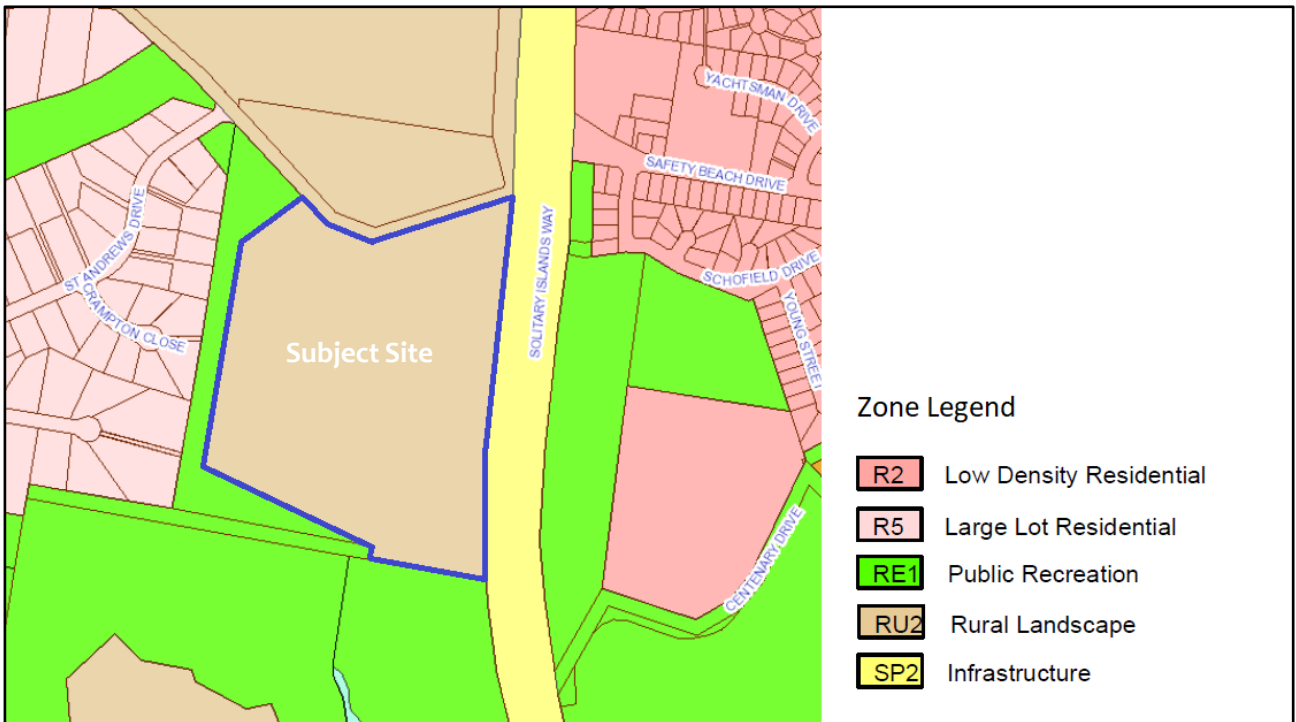 YACHTSMAN DRIVE
SAFETY BEACH DRIVE
ST ANDREWS DRIVE
SOLITARY ISLANDS WAY
SCHOFIELD DRIVE
CRAMPTON CLOSE
YOUNG STREET
Subject Site
CENTENARY DRIVE
Zone Legend
R2 Low Density Residential
R5 Large Lot Residential
RE1 Public Recreation
RU2 Rural Landscape
SP2 Infrastructure